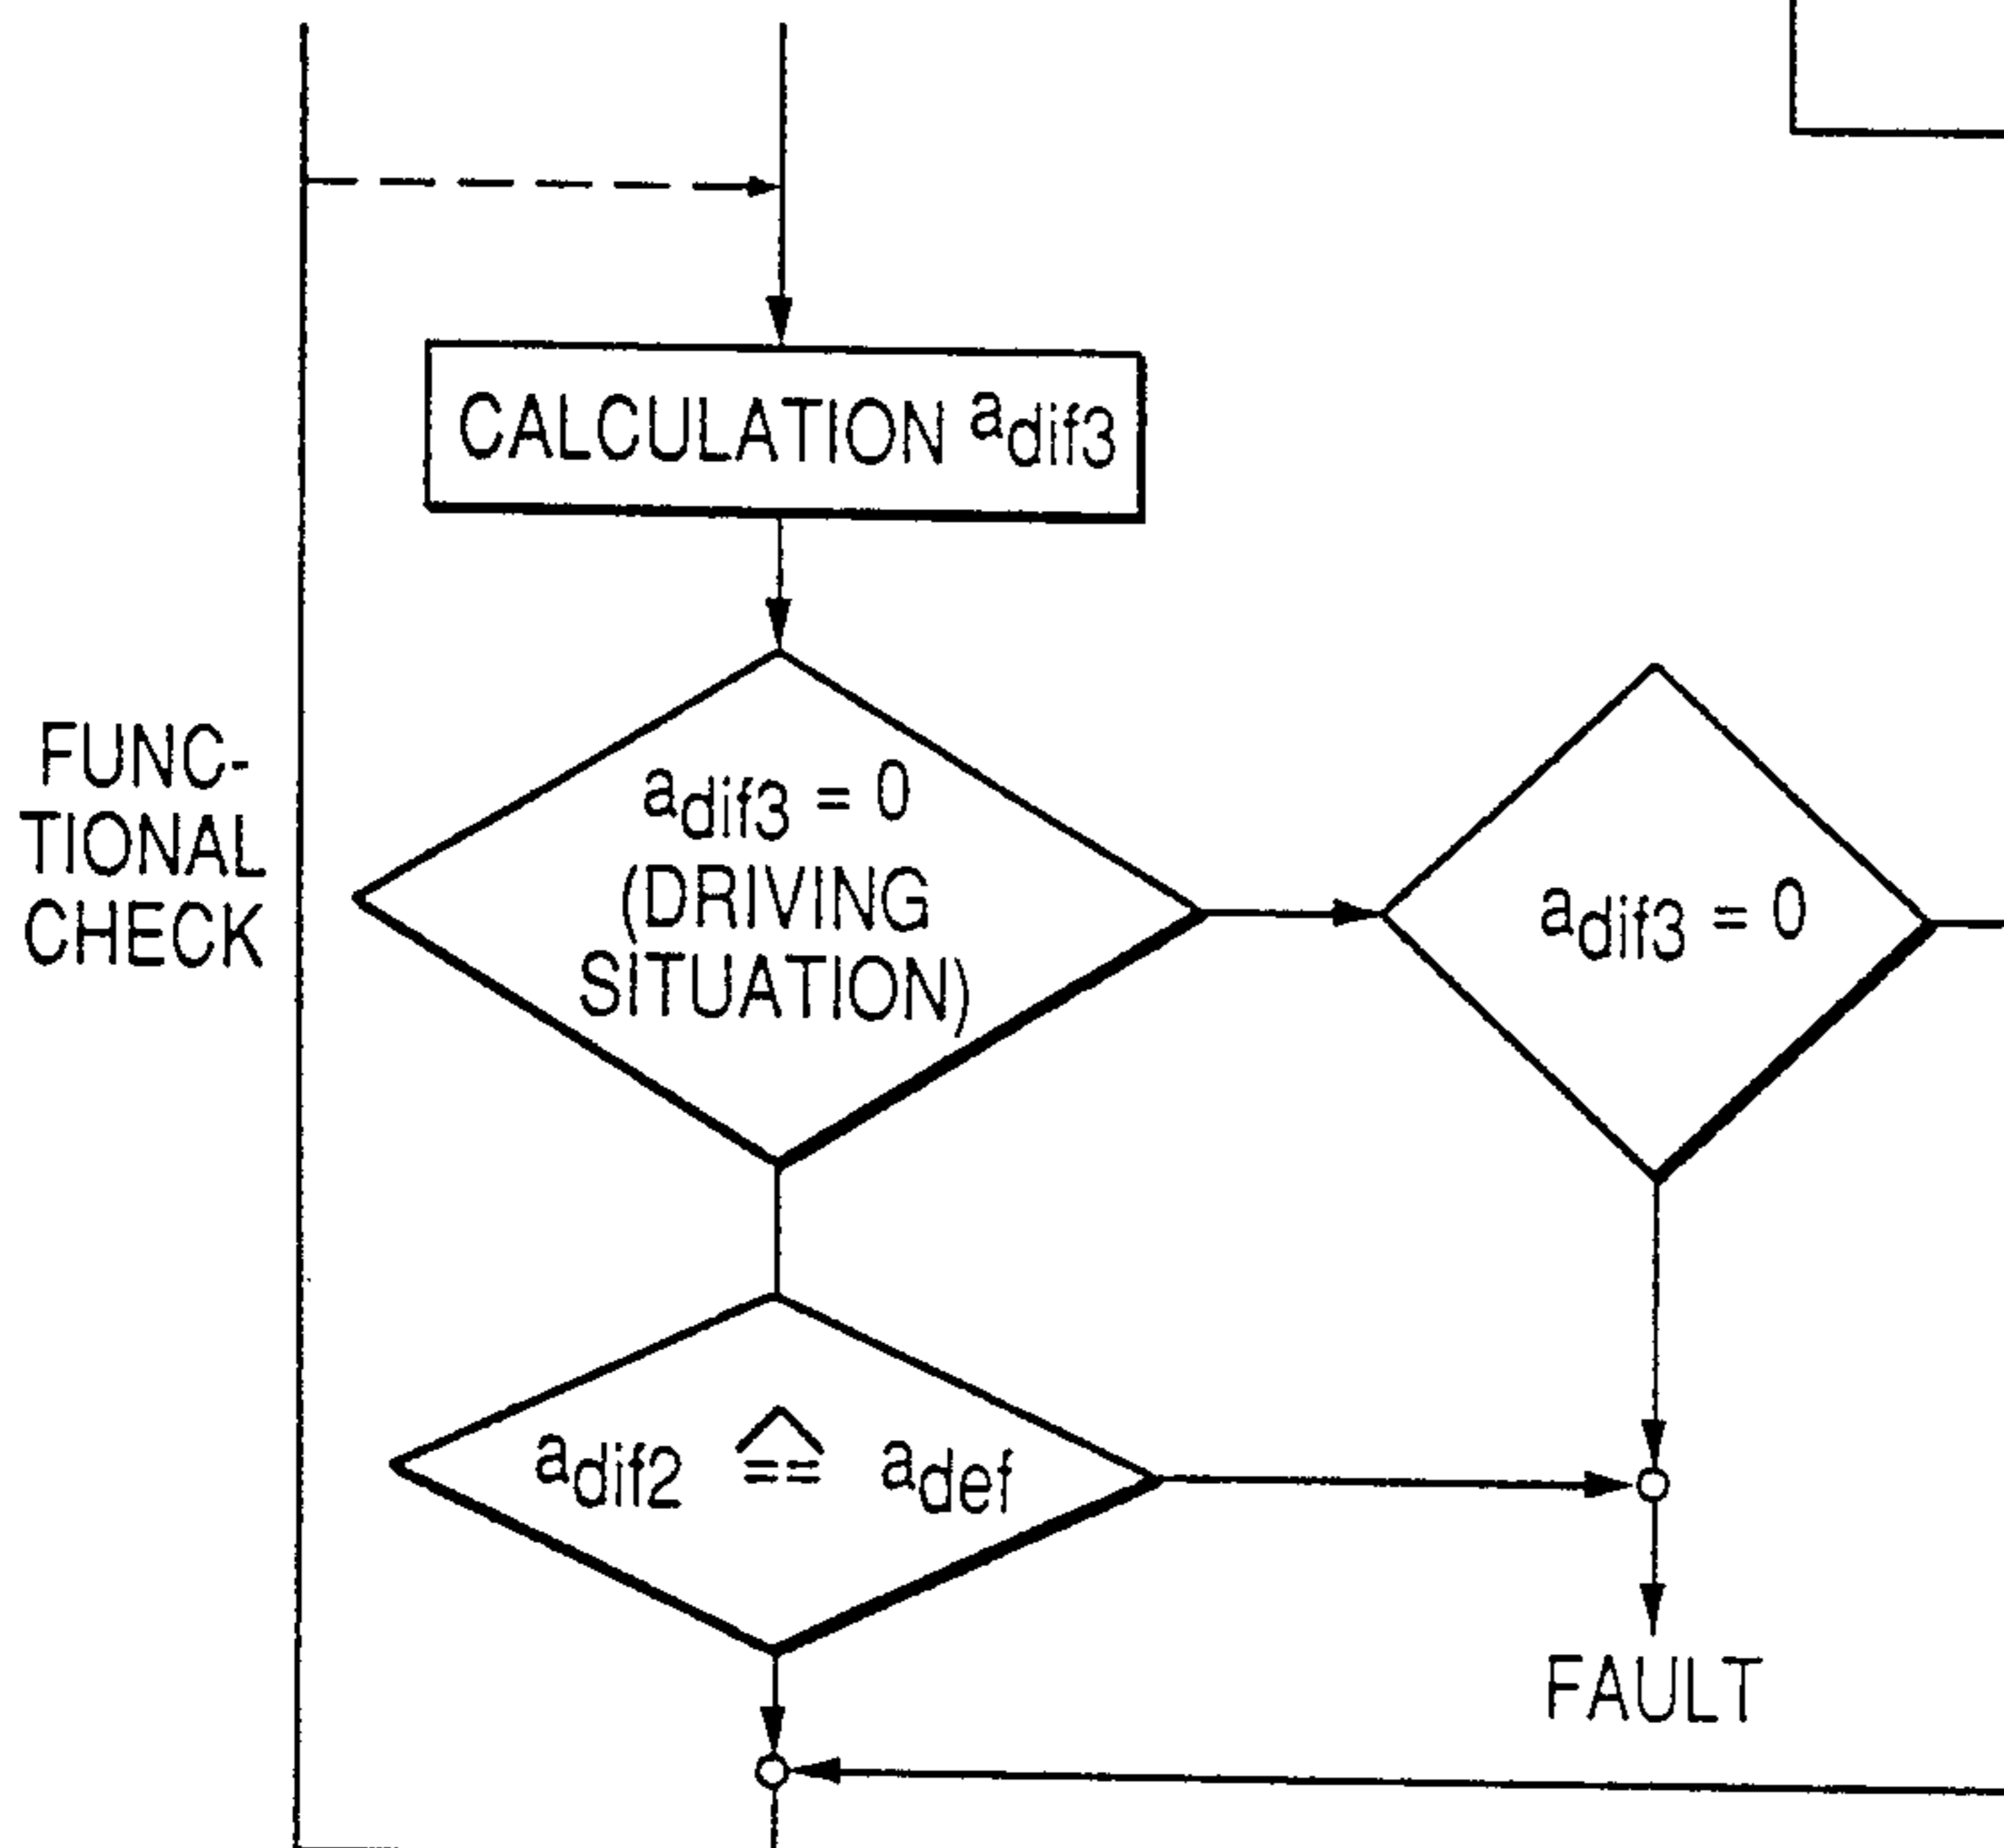 CALCULATION adif3
FUNC-
TIONAL
CHECK
adif3 = 0
(DRIVING
SITUATION)
adif3 = 0
adif2 ≙ adef
FAULT